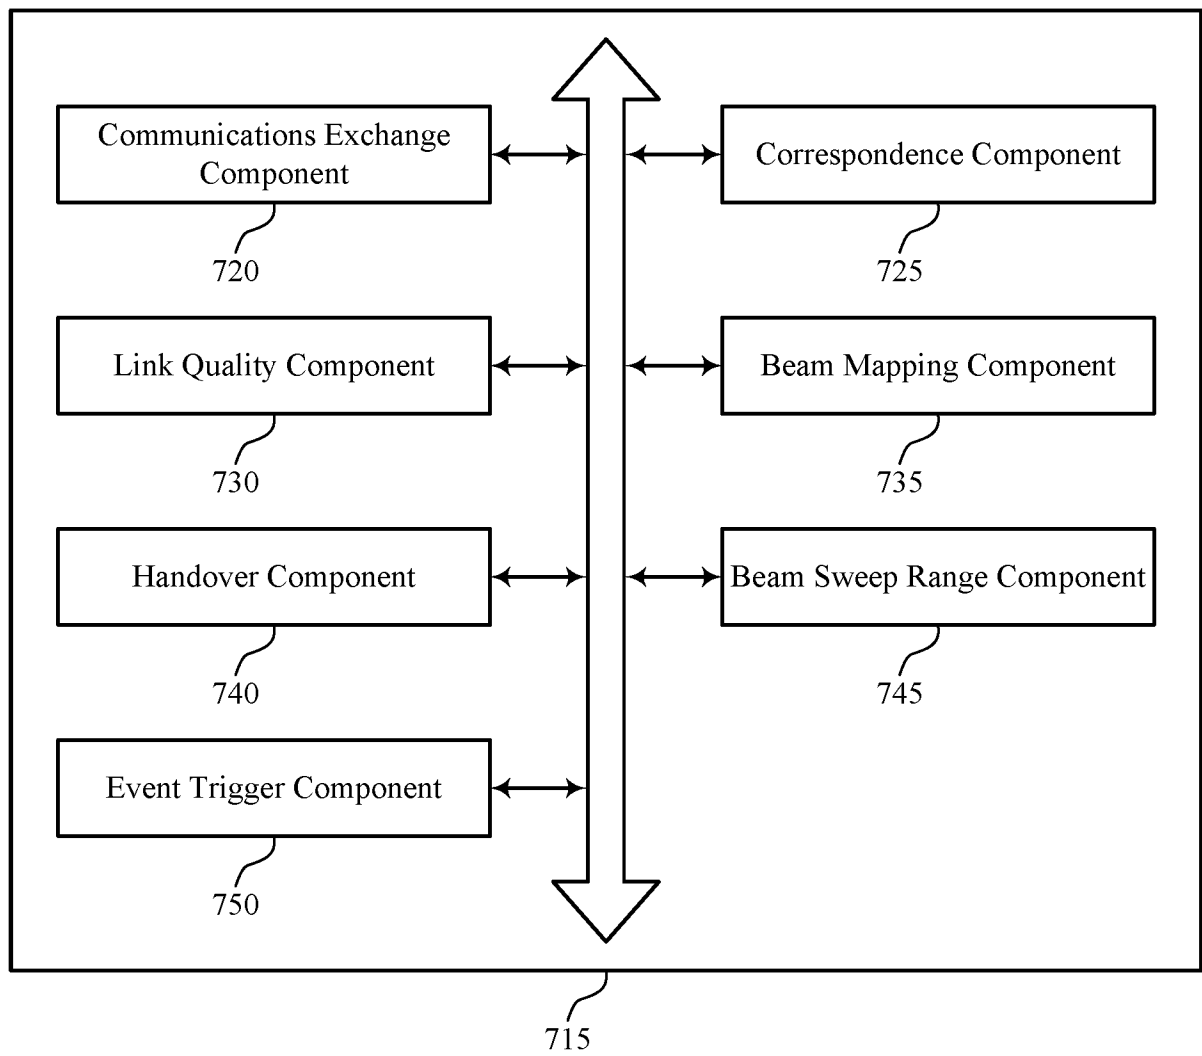 Communications Exchange
Component
720
Correspondence Component
725
Link Quality Component
730
Beam Mapping Component
735
Handover Component
740
Beam Sweep Range Component
745
Event Trigger Component
750
715